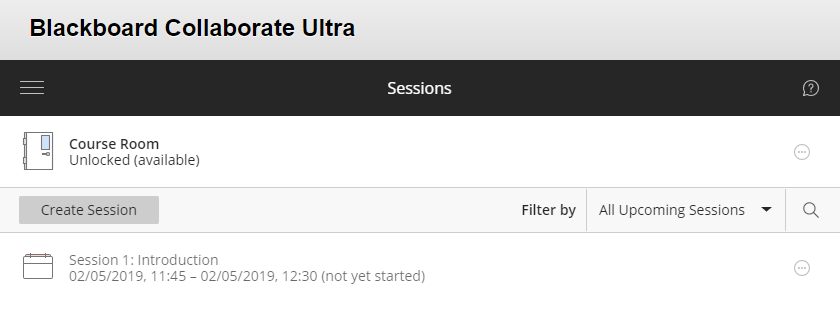 Blackboard Collaborate Ultra
Sessions
Course Room
Unlocked (available)
Create Session
Filter by
All Upcoming Sessions
Session 1: Introduction
02/05/2019, 11:45 – 02/05/2019, 12:30 (not yet started)